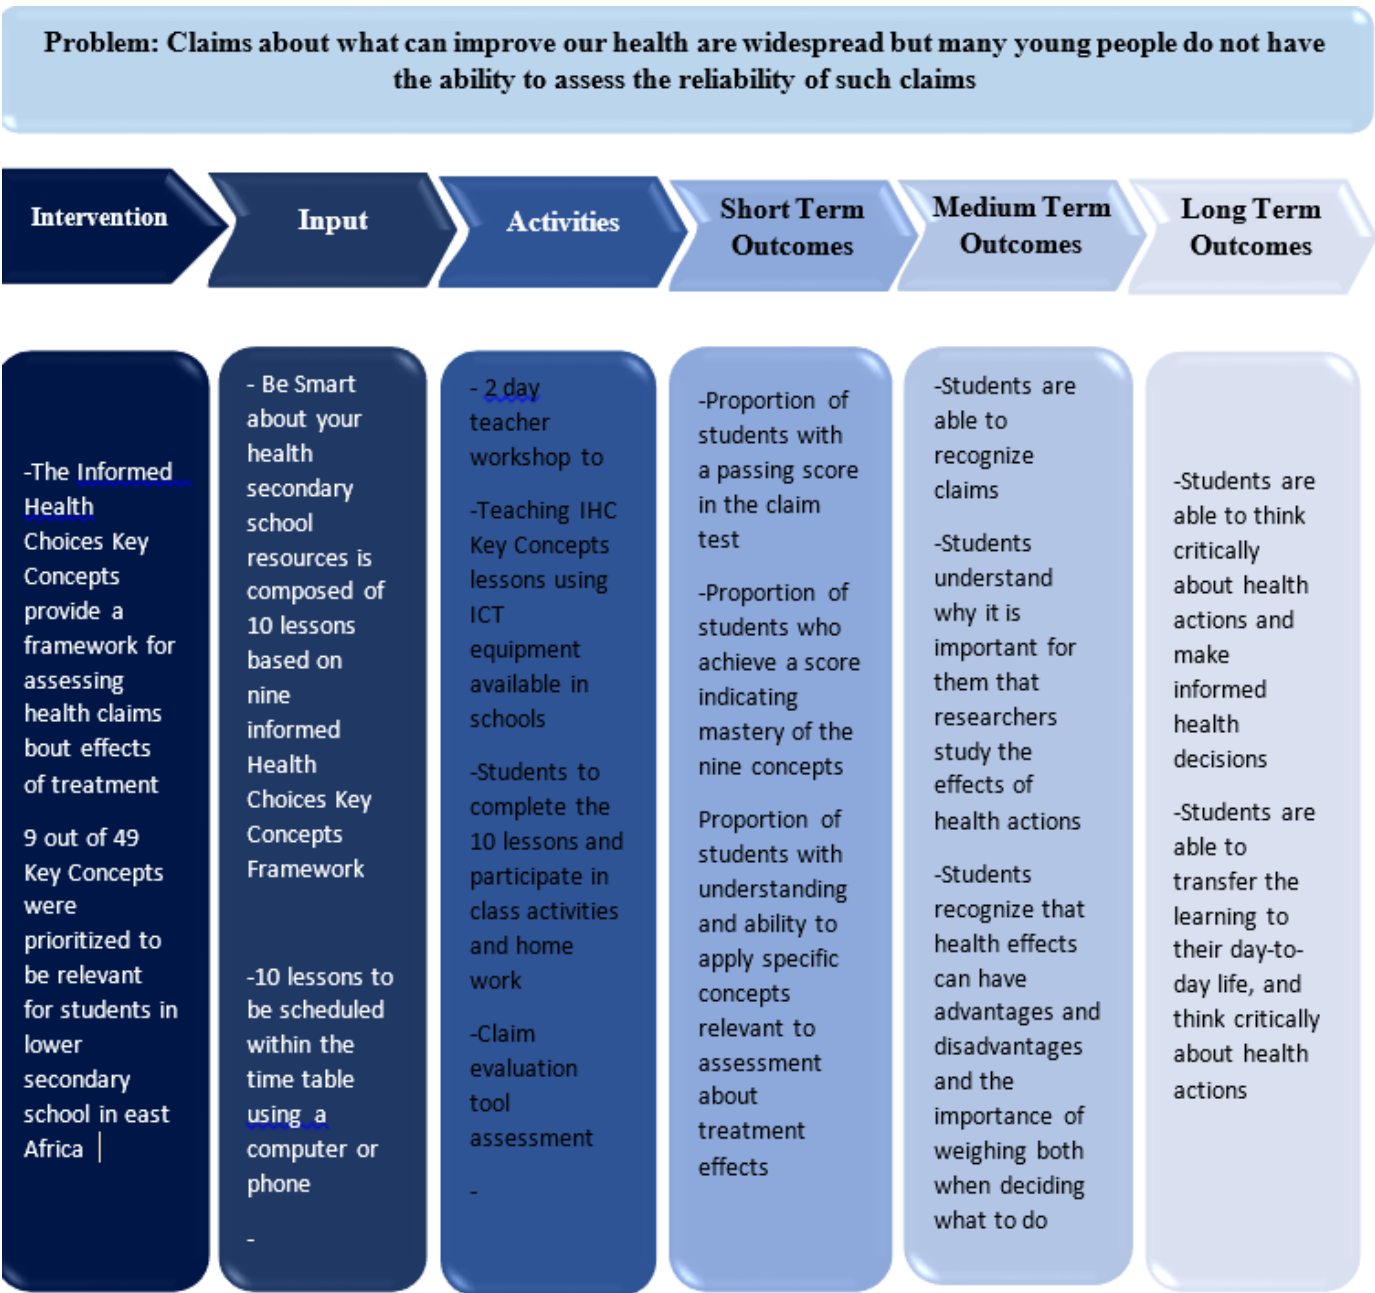 Problem: Claims about what can improve our health are widespread but many young people do not have
the ability to assess the reliability of such claims
Intervention
Input
Activities
Short Term
Outcomes
Medium Term
Outcomes
Long Term
Outcomes
-The Informed
Health
Choices Key
Concepts
provide a
framework for
assessing
health claims
bout effects
of treatment
9 out of 49
Key Concepts
were
prioritized to
be relevant
for students in
lower
secondary
school in east
Africa
- Be Smart
about your
health
secondary
school
resources is
composed of
10 lessons
based on
nine
informed
Health
Choices Key
Concepts
Framework
-10 lessons to
be scheduled
within the
time table
using a
computer or
phone
-
- 2 day
teacher
workshop to
-Teaching IHC
Key Concepts
lessons using
ICT
equipment
available in
schools
-Students to
complete the
10 lessons and
participate in
class activities
and home
work
-Claim
evaluation
tool
assessment
-
-Proportion of
students with
a passing score
in the claim
test
-Proportion of
students who
achieve a score
indicating
mastery of the
nine concepts
Proportion of
students with
understanding
and ability to
apply specific
concepts
relevant to
assessment
about
treatment
effects
-Students are
able to
recognize
claims
-Students
understand
why it is
important for
them that
researchers
study the
effects of
health actions
-Students
recognize that
health effects
can have
advantages and
disadvantages
and the
importance of
weighing both
when deciding
what to do
-Students are
able to think
critically
about health
actions and
make
informed
health
decisions
-Students are
able to
transfer the
learning to
their day-to-
day life, and
think critically
about health
actions